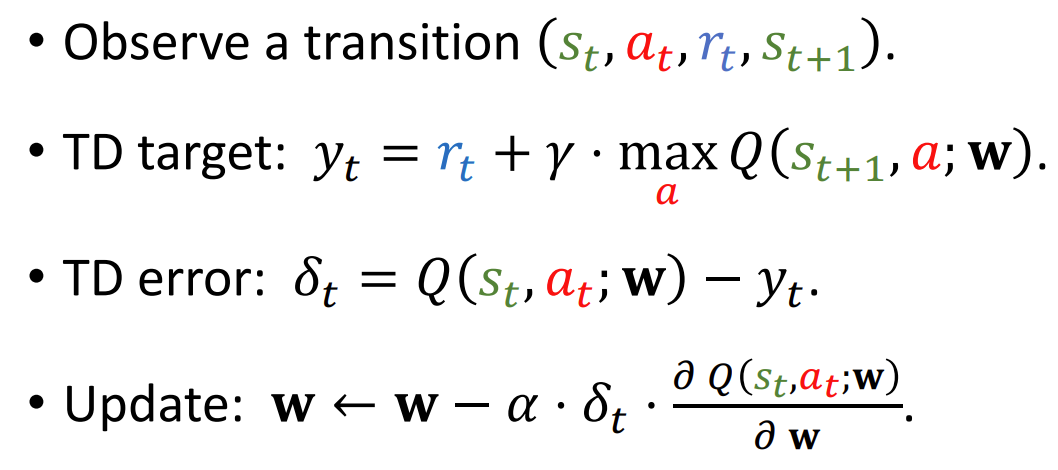 • Observe a transition (s_t, a_t, r_t, s_{t+1}).
• TD target: y_t = r_t + γ · max_a Q(s_{t+1}, a; w).
• TD error: δ_t = Q(s_t, a_t; w) − y_t.
• Update: w ← w − α · δ_t · ∂ Q(s_t,a_t;w) / ∂ w.